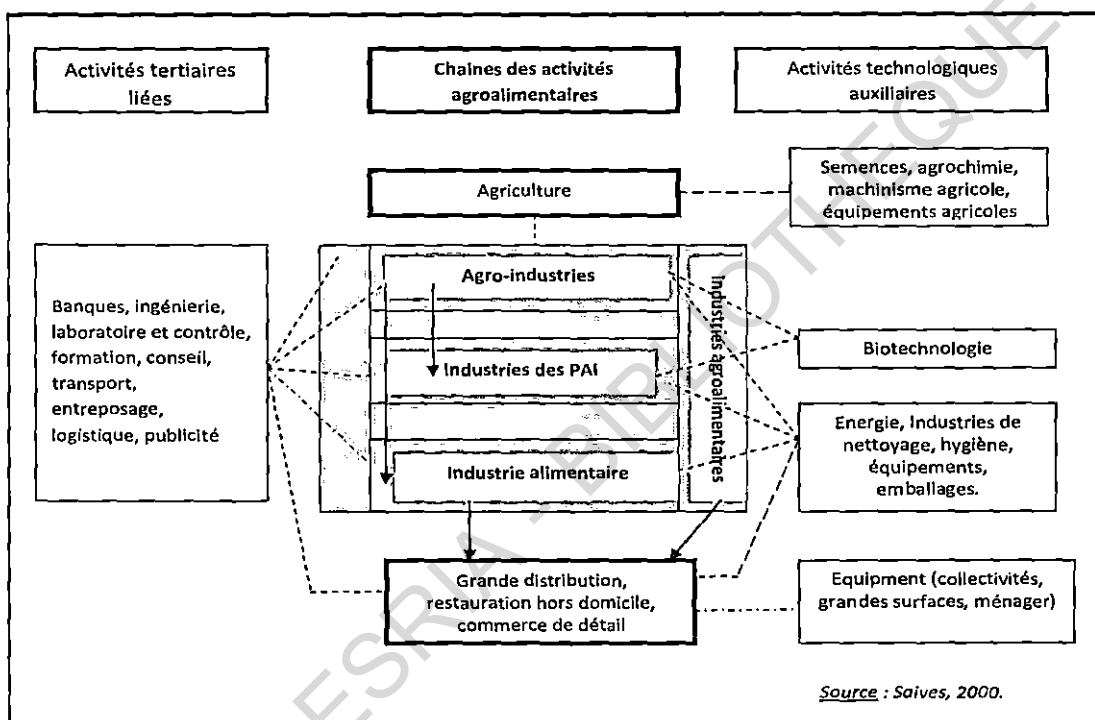 Activités tertiaires
liées
Chaines des activités
agroalimentaires
Activités technologiques
auxiliaires
Agriculture
Semences, agrochimie,
machinisme agricole,
équipements agricoles
Banques, ingénierie,
laboratoire et contrôle,
formation, conseil,
transport,
entreposage,
logistique, publicité
Agro-industries
Industries des PAI
Industrie alimentaire
Industries agroalimentaires
Biotechnologie
Energie, Industries de
nettoyage, hygiène,
équipements,
emballages.
Grande distribution,
restauration hors domicile,
commerce de détail
Equipment (collectivités,
grandes surfaces, ménager)
Source : Saives, 2000.
ESRIA - BIBLIOTHEQUE